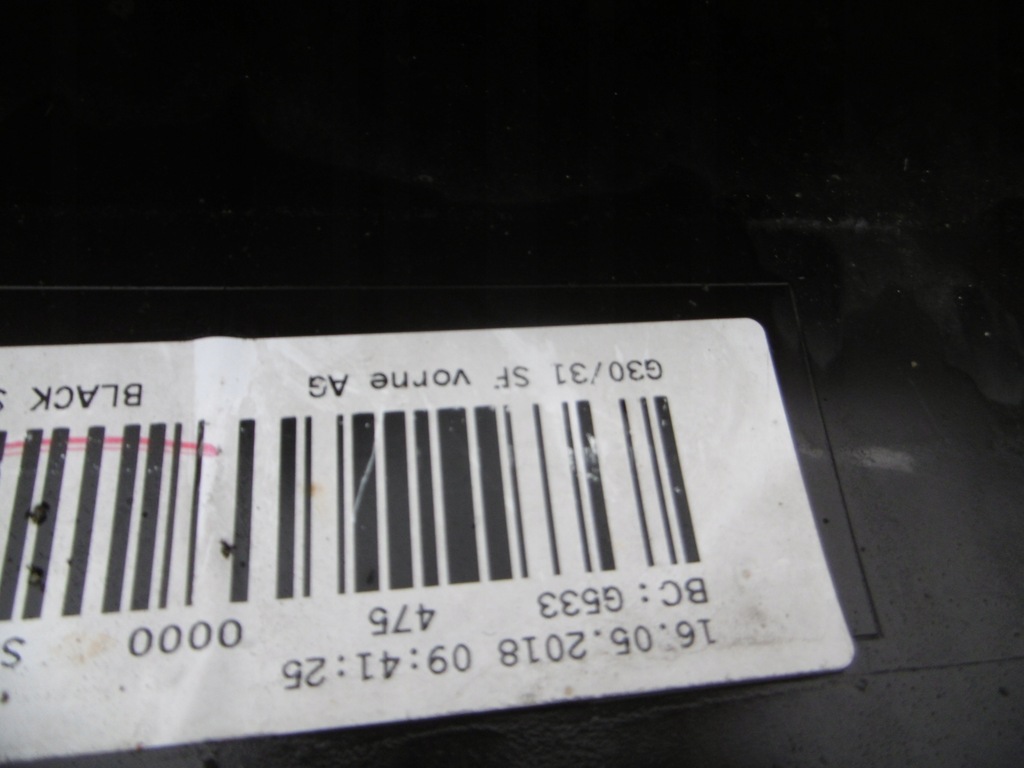 16.05.2018 09:41:25
BC: G533 475 0000 S
G30/31 SF vorne AG BLACK